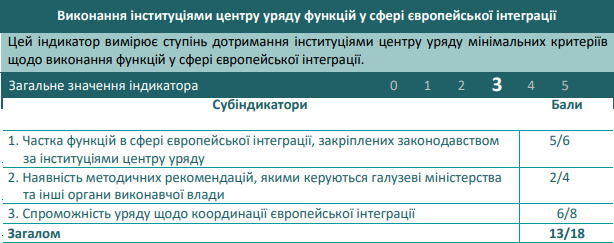 Виконання інституціями центру уряду функцій у сфері європейської інтеграції
Цей індикатор вимірює ступінь дотримання інституціями центру уряду мінімальних критеріїв
щодо виконання функцій у сфері європейської інтеграції.
Загальне значення індикатора 0 1 2 3 4 5
Субіндикатори Бали
1. Частка функцій в сфері європейської інтеграції, закріплених законодавством 5/6
за інституціями центру уряду
2. Наявність методичних рекомендацій, якими керуються галузеві міністерства 2/4
та інші органи виконавчої влади
3. Спроможність уряду щодо координації європейської інтеграції 6/8
Загалом 13/18